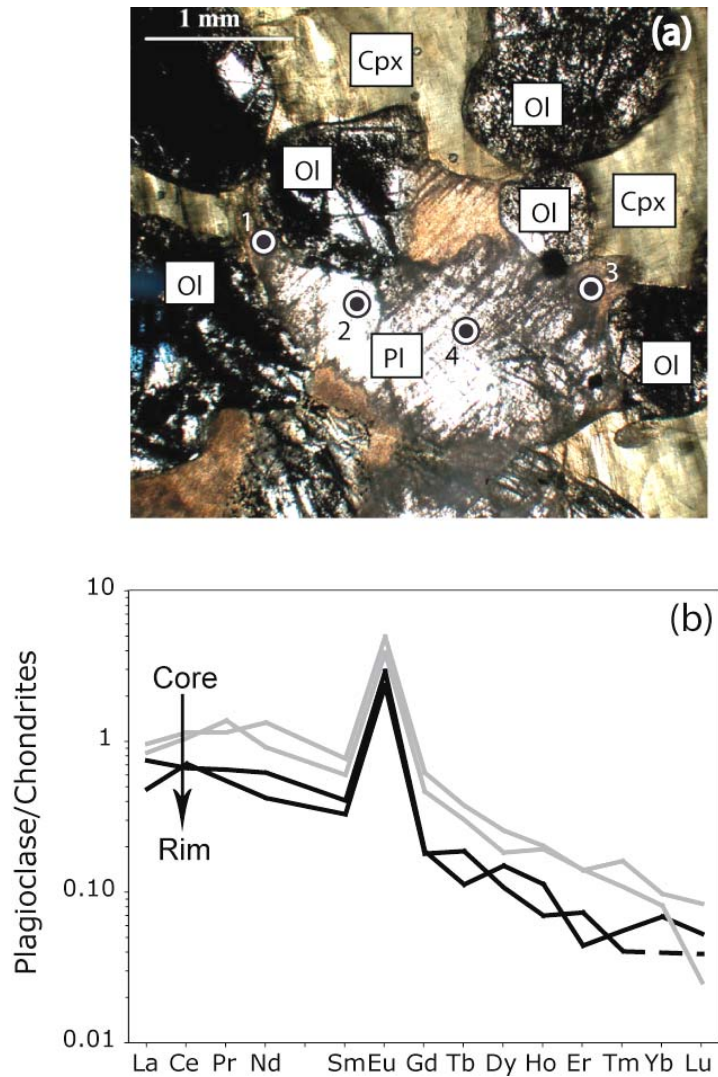 1 mm
(a)
Cpx
Ol
Ol
Ol
Cpx
1
Ol
3
2
4
Pl
Ol
10
(b)
Core
1
Rim
0.10
0.01
Plagioclase/Chondrites
La Ce Pr Nd Sm Eu Gd Tb Dy Ho Er Tm Yb Lu